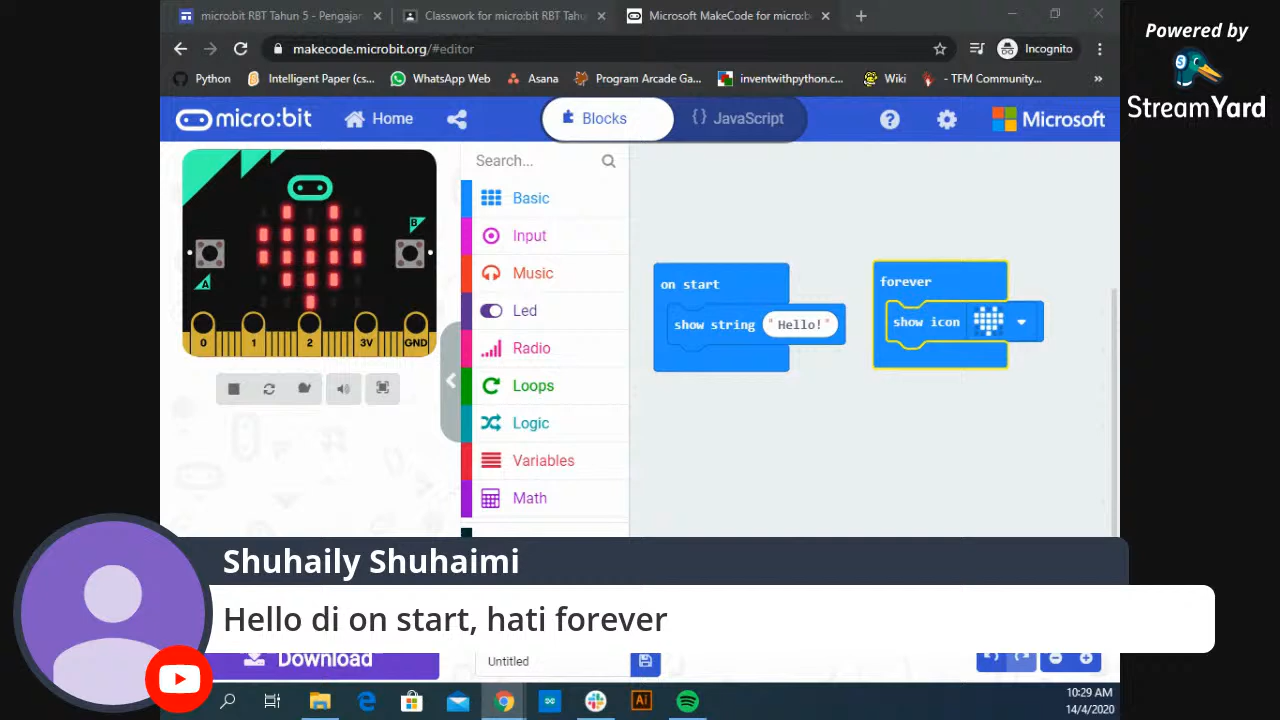 micro:bit RBT Tahun 5 - Pengajar
Classwork for micro:bit RBT Tahu
Microsoft MakeCode for micro:b
Powered by
StreamYard
makecode.microbit.org/#editor
Incognito
Python
Intelligent Paper (cs...
WhatsApp Web
Asana
Program Arcade Ga...
inventwithpython.c...
Wiki
- TFM Community...
»
micro:bit
Home
Blocks
{} JavaScript
Microsoft
Search...
Basic
Input
Music
Led
Radio
Loops
Logic
Variables
Math
A
B
0 1 2 3V GND
on start
show string "Hello!"
forever
show icon
Shuhaily Shuhaimi
Hello di on start, hati forever
Download
Untitled
10:29 AM
14/4/2020